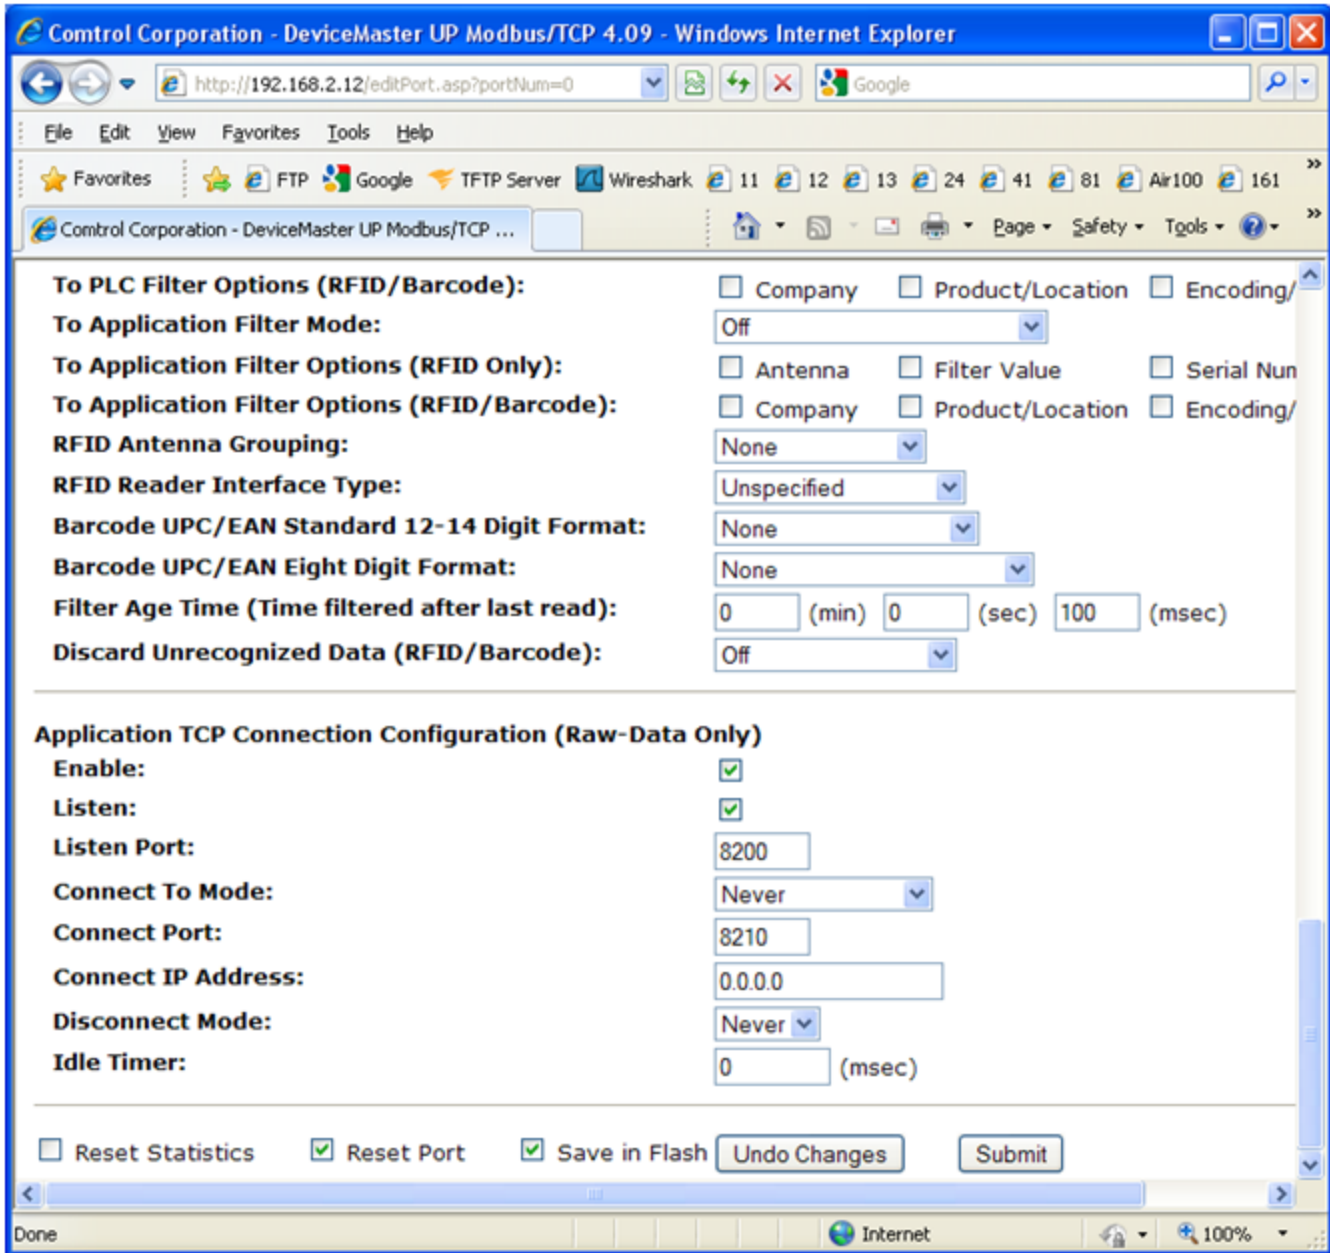 Comtrol Corporation - DeviceMaster UP Modbus/TCP 4.09 - Windows Internet Explorer
http://192.168.2.12/editPort.asp?portNum=0 Google
File Edit View Favorites Tools Help
Favorites FTP Google TFTP Server Wireshark 11 12 13 24 41 81 Air100 161 »
Comtrol Corporation - DeviceMaster UP Modbus/TCP ... Page Safety Tools »
To PLC Filter Options (RFID/Barcode): Company Product/Location Encoding/
To Application Filter Mode: Off
To Application Filter Options (RFID Only): Antenna Filter Value Serial Num
To Application Filter Options (RFID/Barcode): Company Product/Location Encoding/
RFID Antenna Grouping: None
RFID Reader Interface Type: Unspecified
Barcode UPC/EAN Standard 12-14 Digit Format: None
Barcode UPC/EAN Eight Digit Format: None
Filter Age Time (Time filtered after last read): 0 (min) 0 (sec) 100 (msec)
Discard Unrecognized Data (RFID/Barcode): Off
Application TCP Connection Configuration (Raw-Data Only)
Enable:
Listen:
Listen Port: 8200
Connect To Mode: Never
Connect Port: 8210
Connect IP Address: 0.0.0.0
Disconnect Mode: Never
Idle Timer: 0 (msec)
Reset Statistics Reset Port Save in Flash Undo Changes Submit
Done Internet 100%